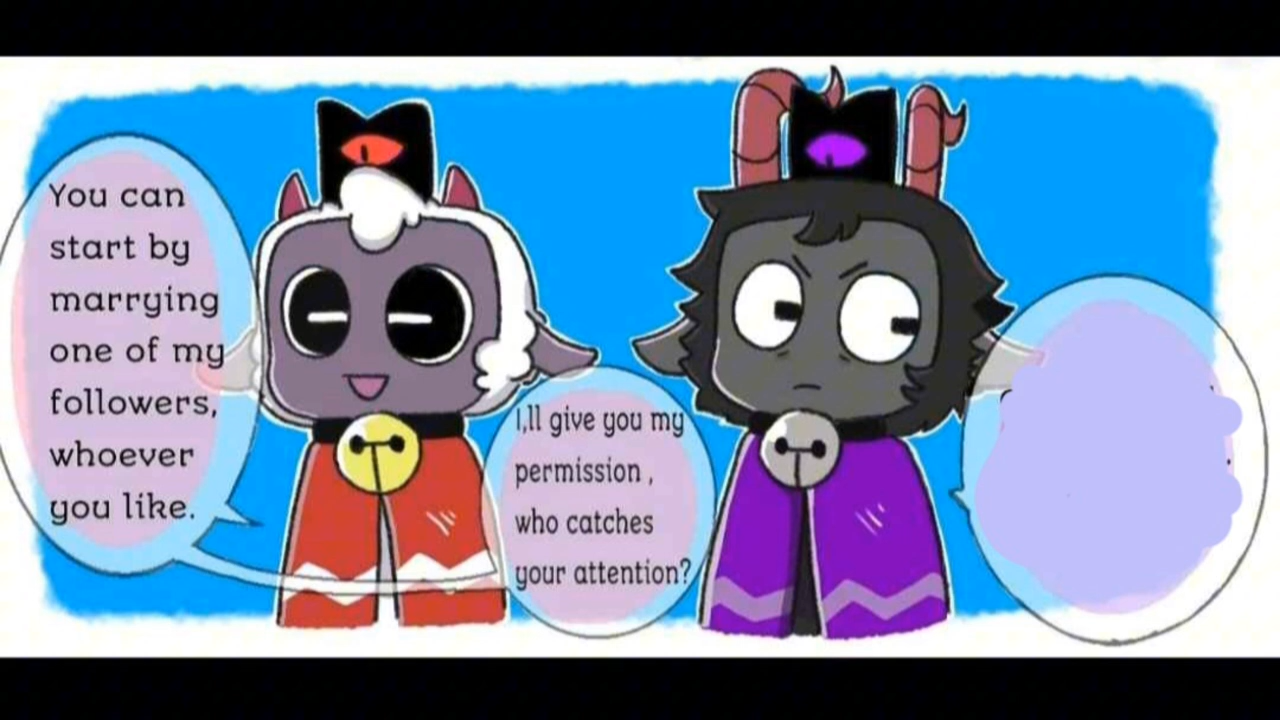 You can
start by
marrying
one of my
followers,
whoever
you like.
I,ll give you my
permission ,
who catches
your attention?